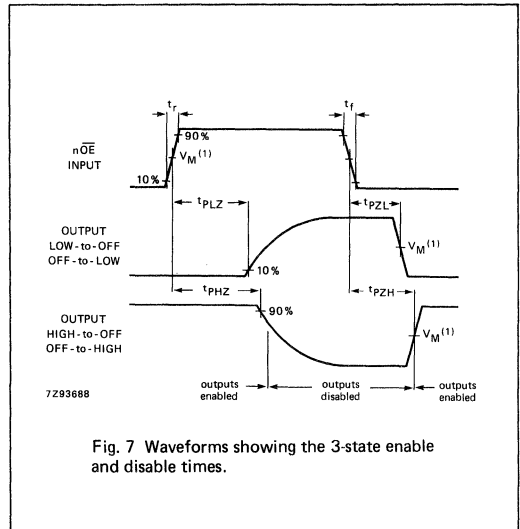 tr
tf
nOE
INPUT
90%
VM(1)
10%
VM(1)
tPLZ
tPZL
OUTPUT
LOW-to-OFF
OFF-to-LOW
VM(1)
10%
tPHZ
tPZH
90%
OUTPUT
HIGH-to-OFF
OFF-to-HIGH
VM(1)
outputs
enabled
outputs
disabled
outputs
enabled
7Z93688
Fig. 7 Waveforms showing the 3-state enable
and disable times.